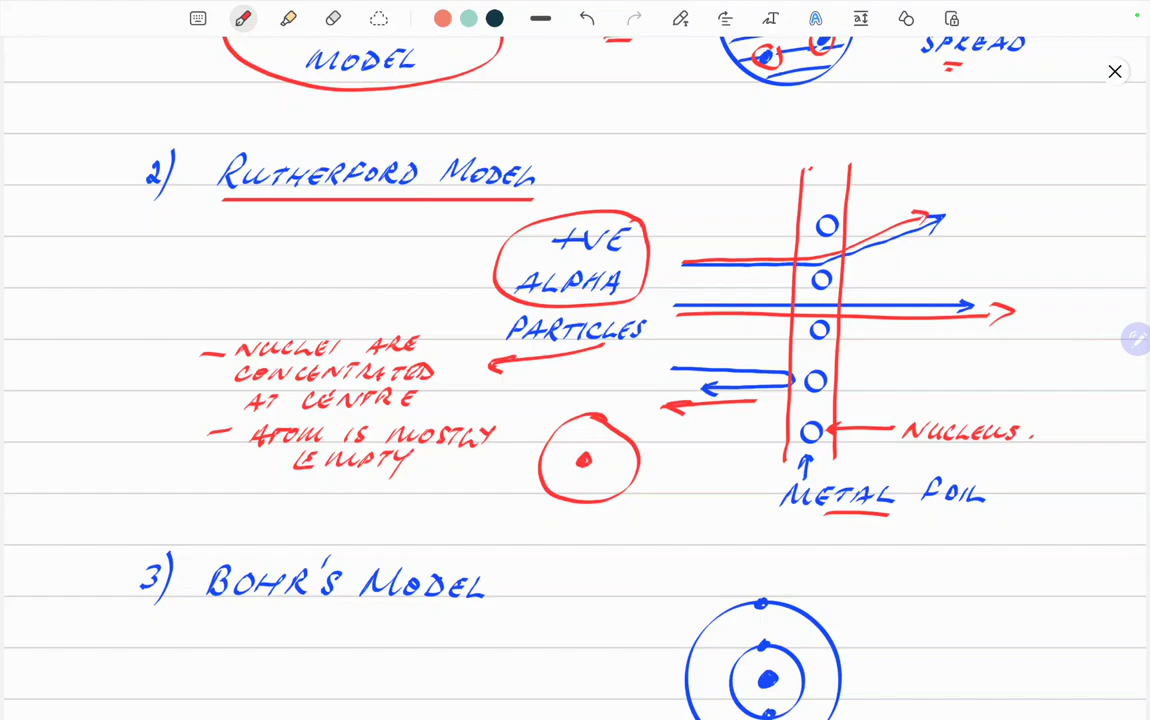 MODEL
SPREAD
2) RUTHERFORD MODEL
+VE
ALPHA
PARTICLES
- NUCLEI ARE
CONCENTRATED
AT CENTRE
- ATOM IS MOSTLY
EMPTY
NUCLEUS.
METAL FOIL
3) BOHR'S MODEL